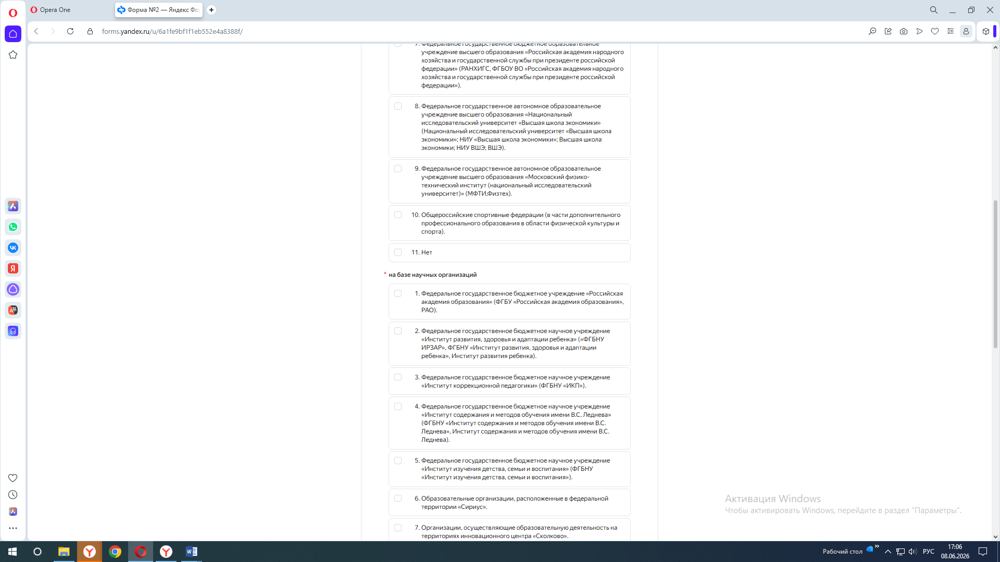 Opera One
Форма №2 — Яндекс Фо
forms.yandex.ru/u/6a1fe9bf1f1eb552e4a8388f/
7. Федеральное государственное бюджетное образовательное
учреждение высшего образования «Российская академия народного
хозяйства и государственной службы при президенте российской
федерации» (РАНХИГС, ФГБОУ ВО «Российская академия народного
хозяйства и государственной службы при президенте российской
федерации»).
8. Федеральное государственное автономное образовательное
учреждение высшего образования «Национальный
исследовательский университет «Высшая школа экономики»
(Национальный исследовательский университет «Высшая школа
экономики»; НИУ «Высшая школа экономики»; Высшая школа
экономики; НИУ ВШЭ; ВШЭ).
9. Федеральное государственное автономное образовательное
учреждение высшего образования «Московский физико-
технический институт (национальный исследовательский
университет)» (МФТИ,Физтех).
10. Общероссийские спортивные федерации (в части дополнительного
профессионального образования в области физической культуры и
спорта).
11. Нет
* на базе научных организаций
1. Федеральное государственное бюджетное учреждение «Российская
академия образования» (ФГБУ «Российская академия образования»,
РАО).
2. Федеральное государственное бюджетное научное учреждение
«Институт развития, здоровья и адаптации ребенка» («ФГБНУ
ИРЗАР», ФГБНУ «Институт развития, здоровья и адаптации
ребенка», Институт развития ребенка).
3. Федеральное государственное бюджетное научное учреждение
«Институт коррекционной педагогики» (ФГБНУ «ИКП»).
4. Федеральное государственное бюджетное научное учреждение
«Институт содержания и методов обучения имени В.С. Леднева»
(ФГБНУ «Институт содержания и методов обучения имени В.С.
Леднева», Институт содержания и методов обучения имени В.С.
Леднева).
5. Федеральное государственное бюджетное научное учреждение
«Институт изучения детства, семьи и воспитания» (ФГБНУ
«Институт изучения детства, семьи и воспитания»).
6. Образовательные организации, расположенные в федеральной
территории «Сириус».
7. Организации, осуществляющие образовательную деятельность на
территориях инновационного центра «Сколково».
Активация Windows
Чтобы активировать Windows, перейдите в раздел "Параметры".
Рабочий стол
РУС
17:06
08.06.2026